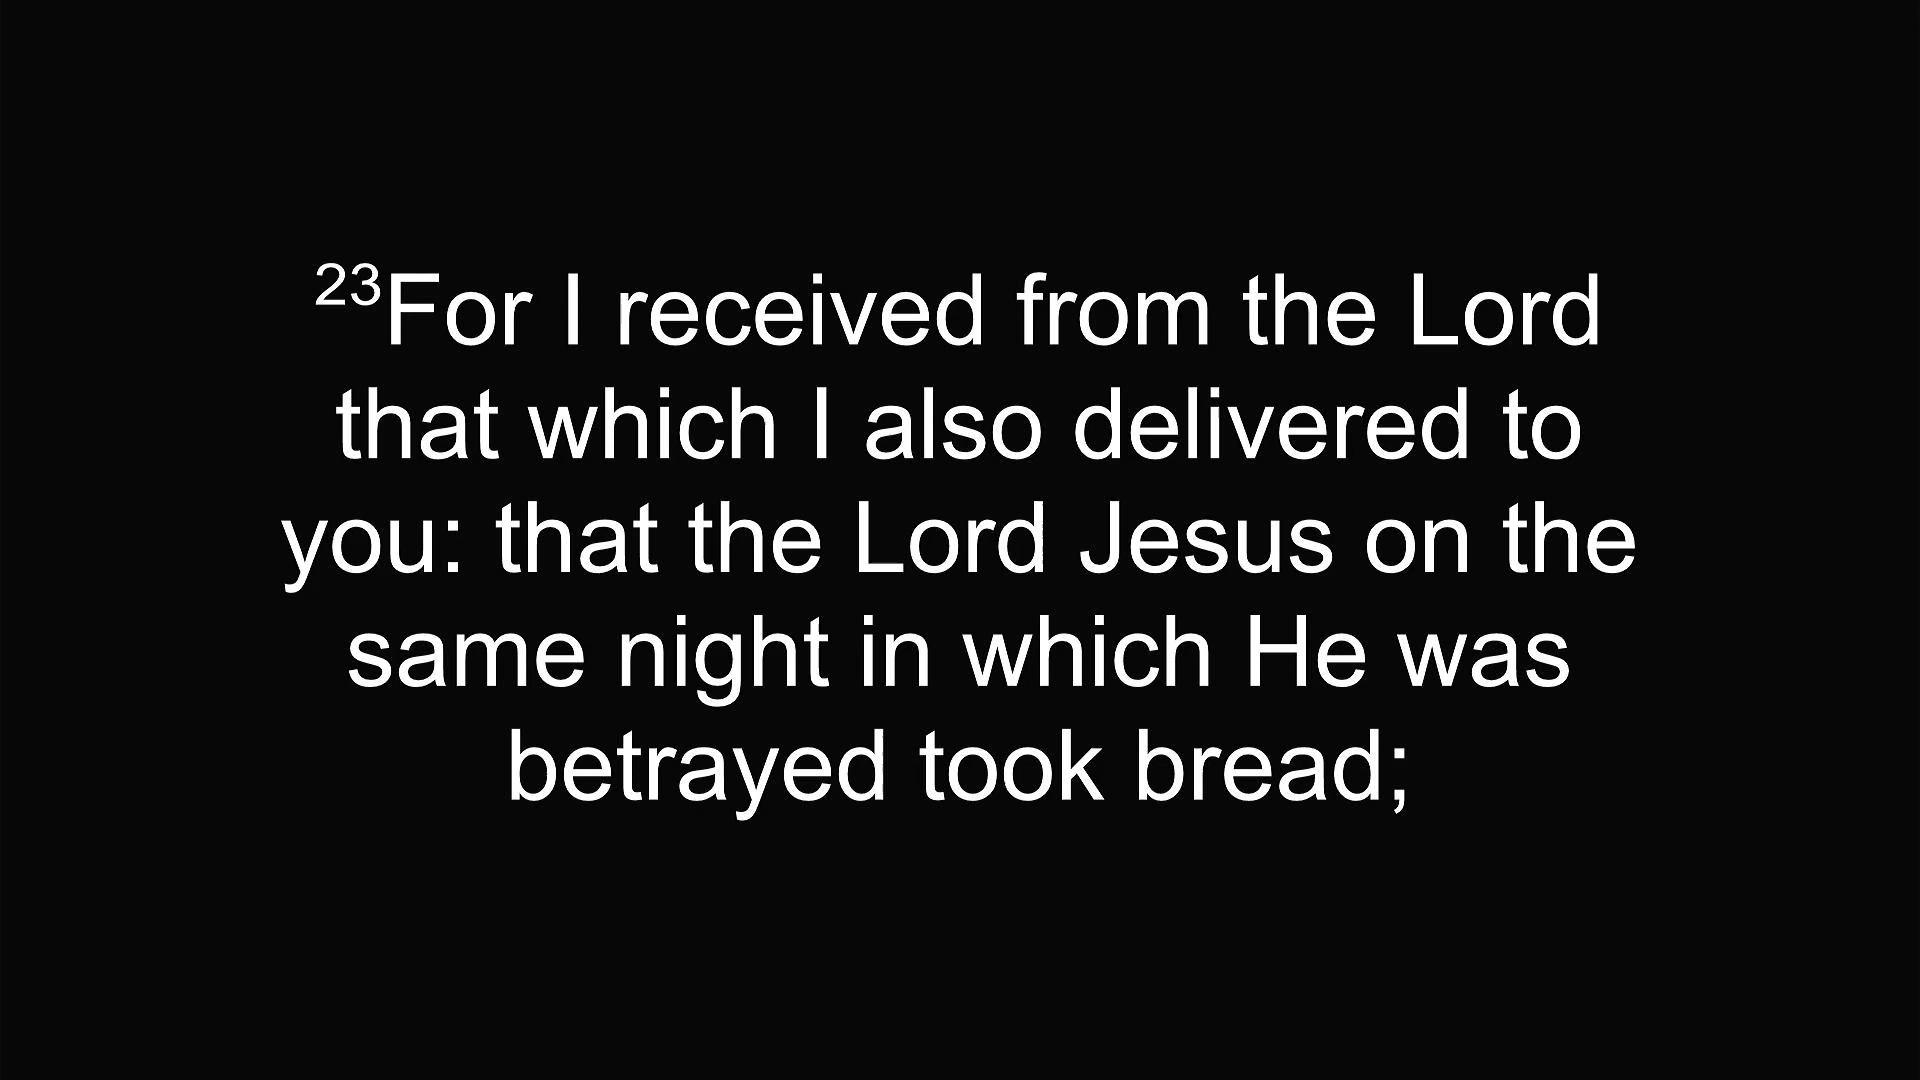 ²³For I received from the Lord
that which I also delivered to
you: that the Lord Jesus on the
same night in which He was
betrayed took bread;